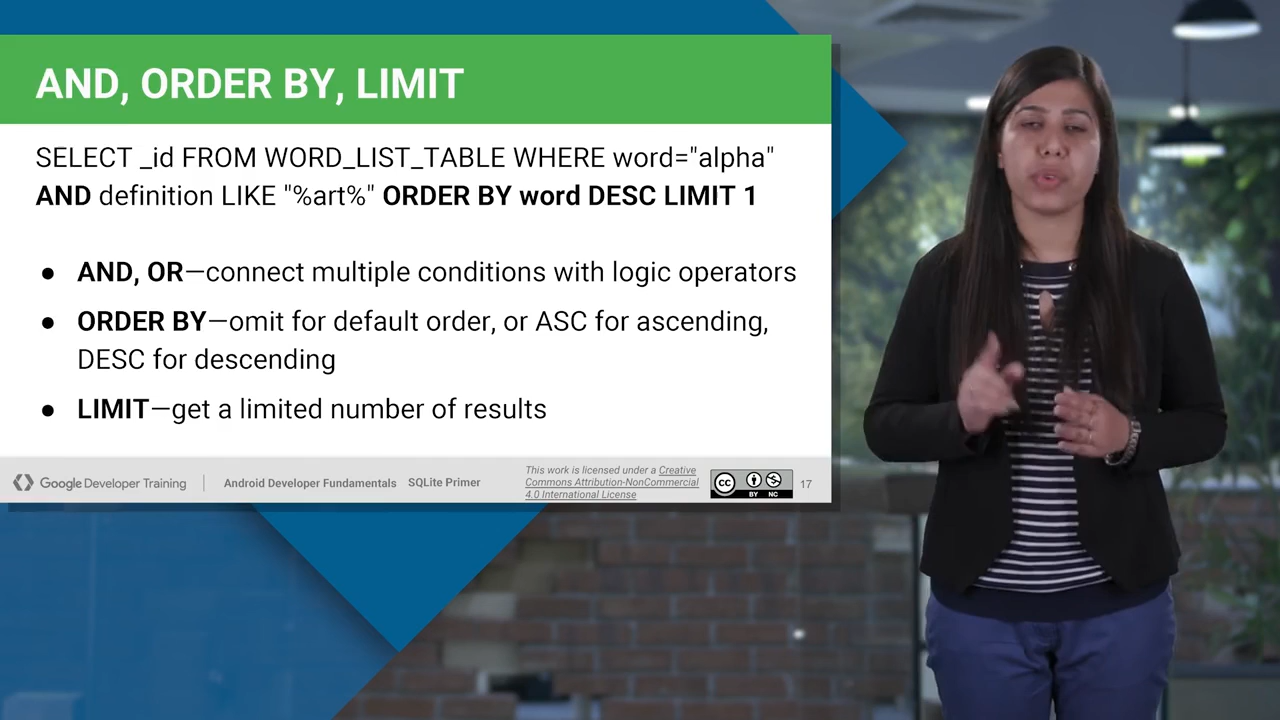 AND, ORDER BY, LIMIT
SELECT _id FROM WORD_LIST_TABLE WHERE word="alpha"
AND definition LIKE "%art%" ORDER BY word DESC LIMIT 1
● AND, OR—connect multiple conditions with logic operators
● ORDER BY—omit for default order, or ASC for ascending,
DESC for descending
● LIMIT—get a limited number of results
Google Developer Training
Android Developer Fundamentals
SQLite Primer
This work is licensed under a Creative
Commons Attribution-NonCommercial
4.0 International License
CC
BY NC
17